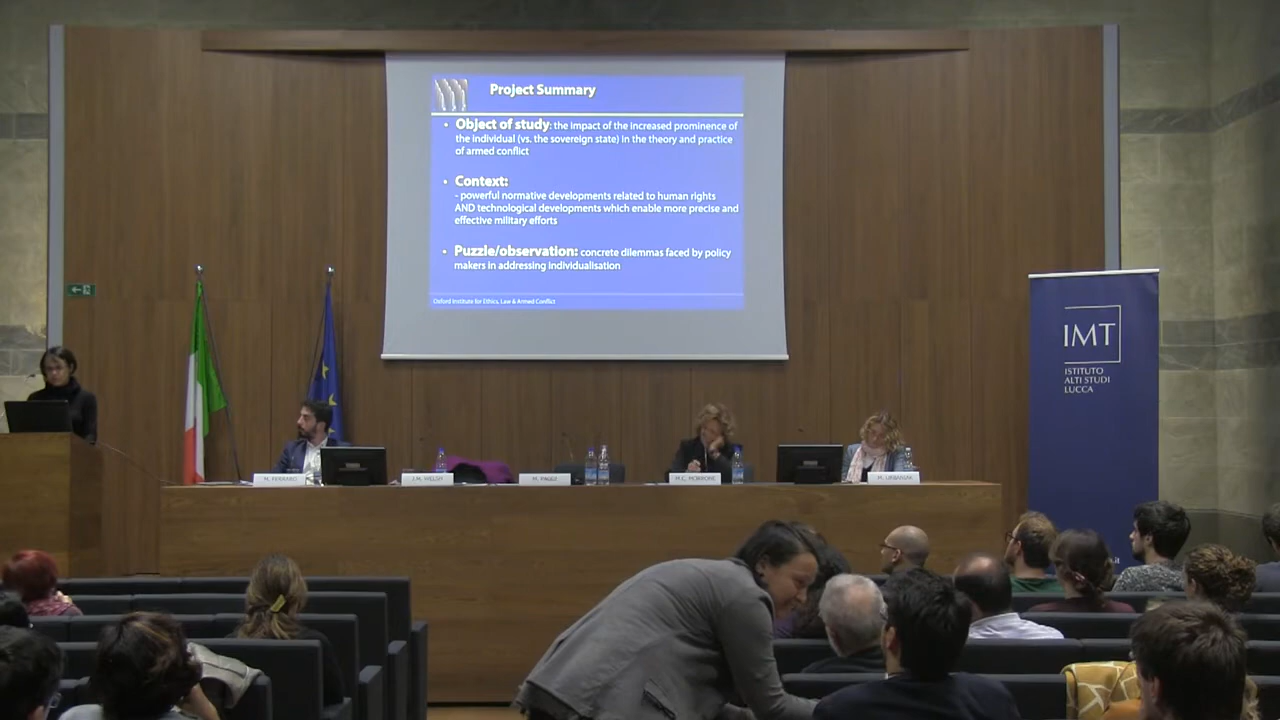 Project Summary
• Object of study: the impact of the increased prominence of
the individual (vs. the sovereign state) in the theory and practice
of armed conflict
• Context:
- powerful normative developments related to human rights
AND technological developments which enable more precise and
effective military efforts
• Puzzle/observation: concrete dilemmas faced by policy
makers in addressing individualisation
Oxford Institute for Ethics, Law & Armed Conflict
IMT
ISTITUTO
ALTI STUDI
LUCCA
M. FERRARO
J.M. WELSH
M.
M.
M. URBANIAK